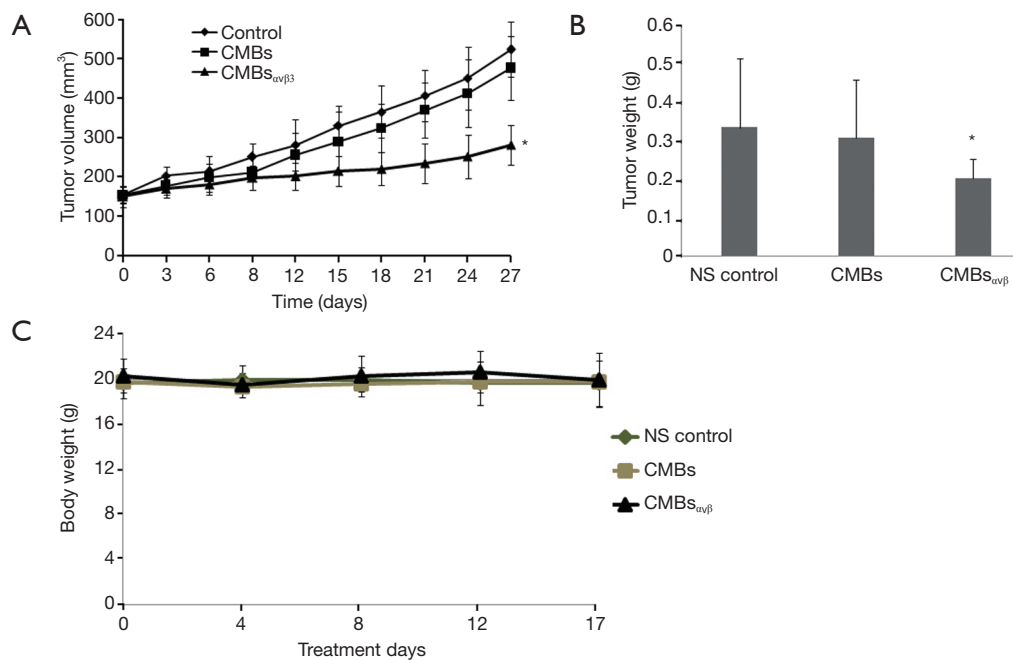 A
Tumor volume (mm³)
600
500
400
300
200
100
0
Control
CMBs
CMBsαvβ3
*
0 3 6 8 12 15 18 21 24 27
Time (days)
B
Tumor weight (g)
0.6
0.5
0.4
0.3
0.2
0.1
0
*
NS control CMBs CMBsαvβ
C
Body weight (g)
24
20
16
12
8
4
0
0 4 8 12 17
Treatment days
NS control
CMBs
CMBsαvβ